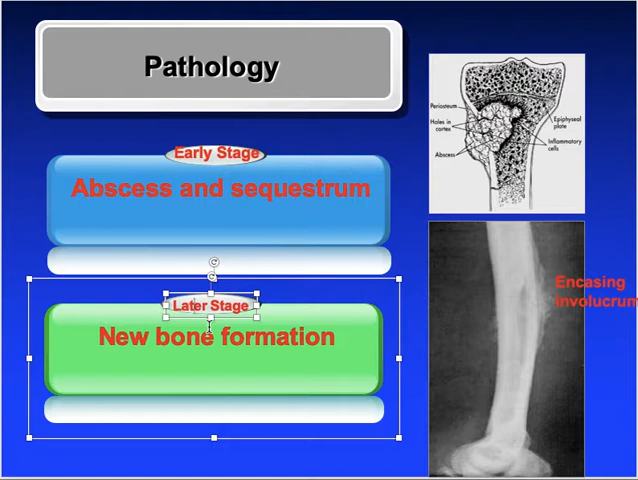 Pathology
Early Stage
Abscess and sequestrum
Later Stage
New bone formation
Periosteum
Holes in
cortex
Abscess
Epiphyseal
plate
Inflammatory
cells
Encasing
involucrum